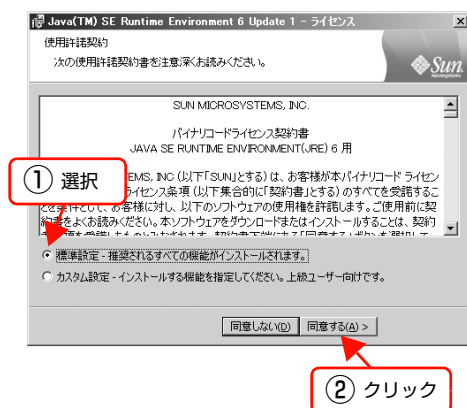 Java(TM) SE Runtime Environment 6 Update 1 - ライセンス
使用許諾契約
次の使用許諾契約書を注意深くお読みください。
Sun
microsystems
SUN MICROSYSTEMS, INC.
バイナリコードライセンス契約書
JAVA SE RUNTIME ENVIRONMENT(JRE) 6 用
EMS, INC (以下「SUN」とする) は、お客様が本バイナリコード ライセン
ライセンス条項 (以下集合的に「契約書」とする) のすべてを受諾するこ
とを条件として、お客様に対し、以下のソフトウェアの使用権を許諾します。ご使用前に契
約書をよくお読みください。本ソフトウェアをダウンロードまたはインストールすることは、契約
① 選択
標準設定 - 推奨されるすべての機能がインストールされます。
カスタム設定 - インストールする機能を指定してください。上級ユーザー向けです。
同意しない(D) 同意する(A) >
② クリック